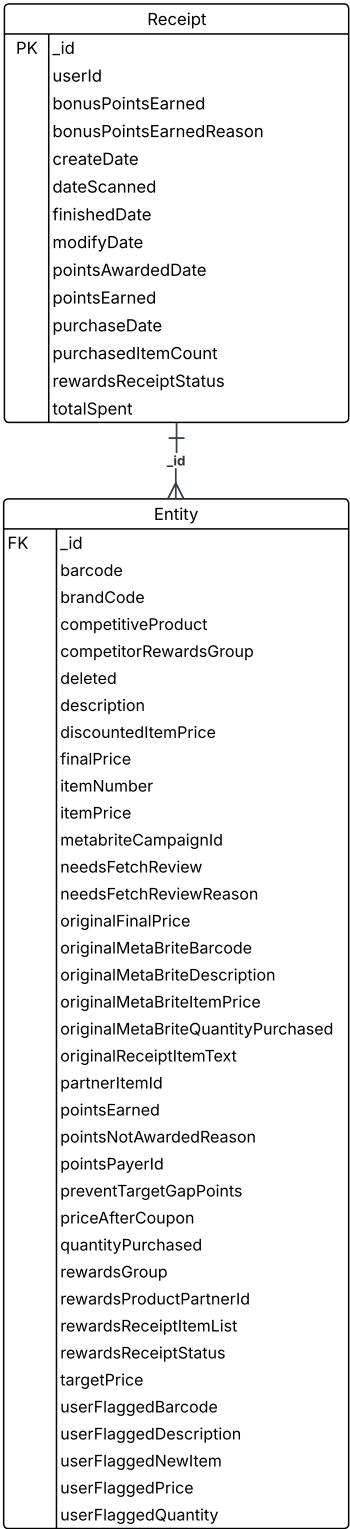 Receipt
PK _id
userId
bonusPointsEarned
bonusPointsEarnedReason
createDate
dateScanned
finishedDate
modifyDate
pointsAwardedDate
pointsEarned
purchaseDate
purchasedItemCount
rewardsReceiptStatus
totalSpent
_id
Entity
FK _id
barcode
brandCode
competitiveProduct
competitorRewardsGroup
deleted
description
discountedItemPrice
finalPrice
itemNumber
itemPrice
metabriteCampaignId
needsFetchReview
needsFetchReviewReason
originalFinalPrice
originalMetaBriteBarcode
originalMetaBriteDescription
originalMetaBriteItemPrice
originalMetaBriteQuantityPurchased
originalReceiptItemText
partnerItemId
pointsEarned
pointsNotAwardedReason
pointsPayerId
preventTargetGapPoints
priceAfterCoupon
quantityPurchased
rewardsGroup
rewardsProductPartnerId
rewardsReceiptItemList
rewardsReceiptStatus
targetPrice
userFlaggedBarcode
userFlaggedDescription
userFlaggedNewItem
userFlaggedPrice
userFlaggedQuantity